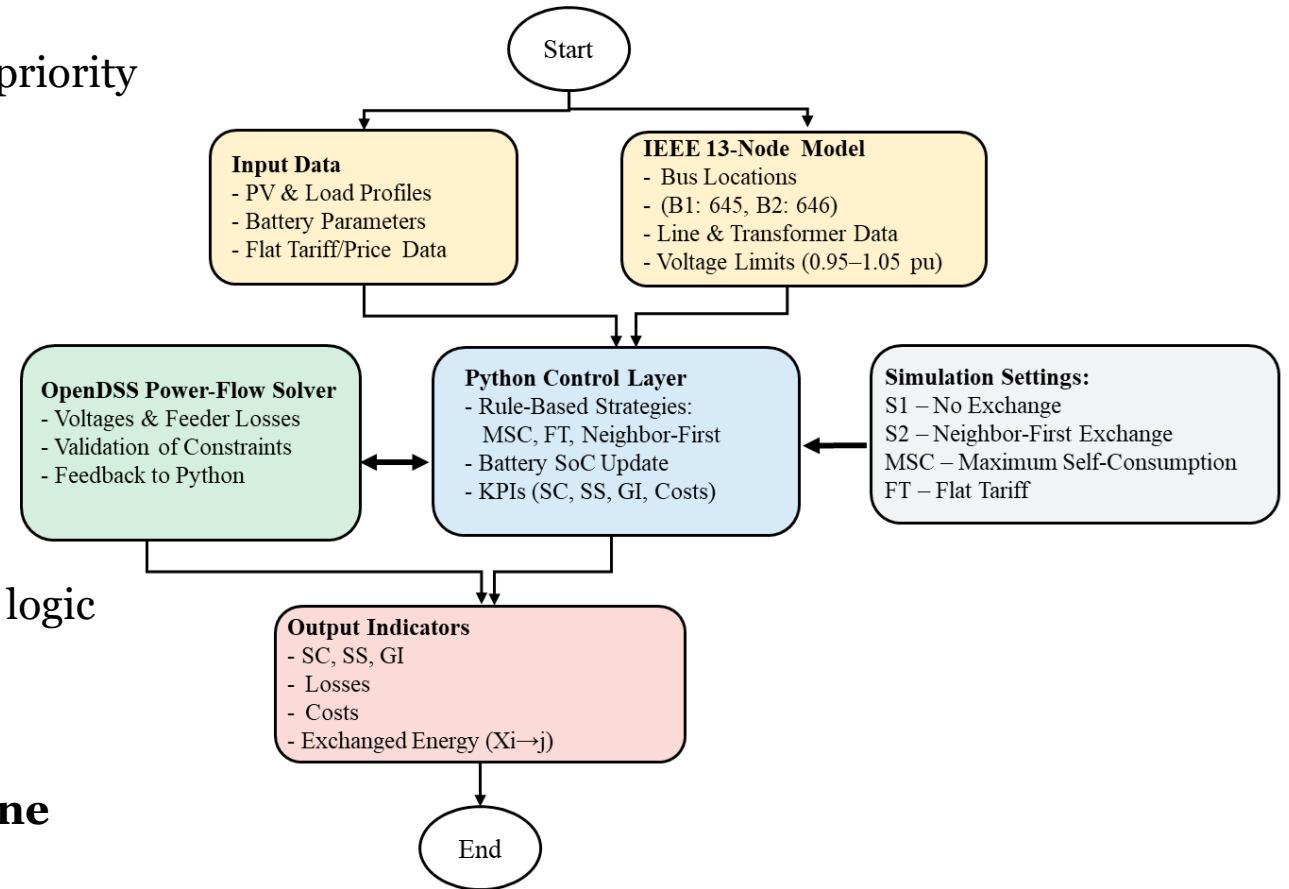 Start
priority
Input Data
- PV & Load Profiles
- Battery Parameters
- Flat Tariff/Price Data
IEEE 13-Node Model
- Bus Locations
- (B1: 645, B2: 646)
- Line & Transformer Data
- Voltage Limits (0.95–1.05 pu)
OpenDSS Power-Flow Solver
- Voltages & Feeder Losses
- Validation of Constraints
- Feedback to Python
Python Control Layer
- Rule-Based Strategies:
MSC, FT, Neighbor-First
- Battery SoC Update
- KPIs (SC, SS, GI, Costs)
Simulation Settings:
S1 – No Exchange
S2 – Neighbor-First Exchange
MSC – Maximum Self-Consumption
FT – Flat Tariff
logic
Output Indicators
- SC, SS, GI
- Losses
- Costs
- Exchanged Energy (Xi→j)
ne
End